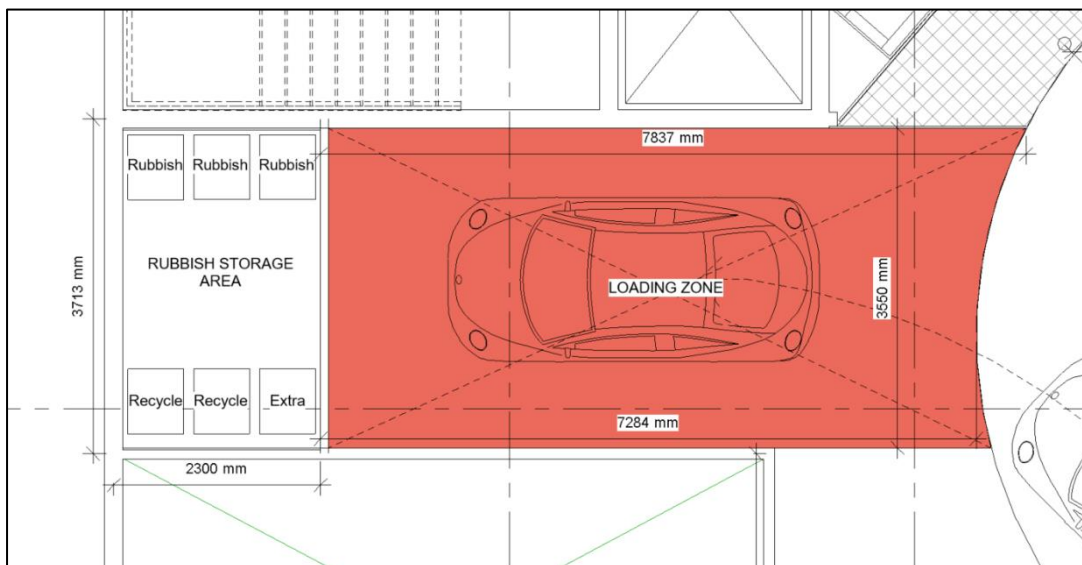 7837 mm
Rubbish
Rubbish
Rubbish
RUBBISH STORAGE
AREA
3713 mm
LOADING ZONE
3550 mm
Recycle
Recycle
Extra
7284 mm
2300 mm